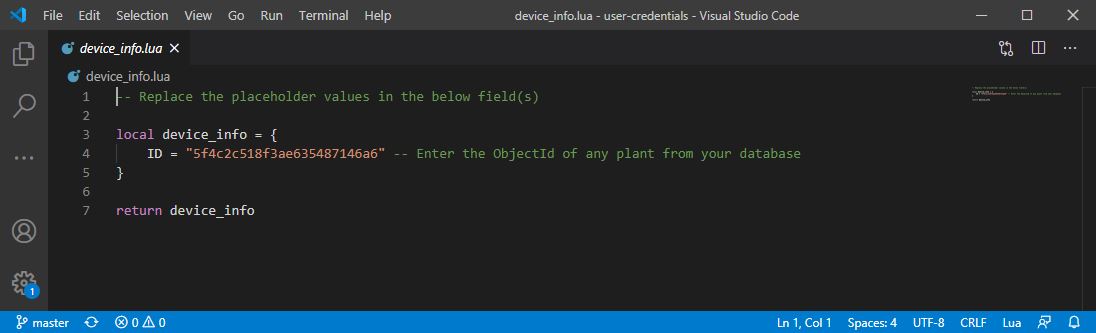 File Edit Selection View Go Run Terminal Help device_info.lua - user-credentials - Visual Studio Code
device_info.lua
device_info.lua
1 -- Replace the placeholder values in the below field(s)
2
3 local device_info = {
4 ID = "5f4c2c518f3ae635487146a6" -- Enter the ObjectId of any plant from your database
5 }
6
7 return device_info
1
master 0 0 Ln 1, Col 1 Spaces: 4 UTF-8 CRLF Lua